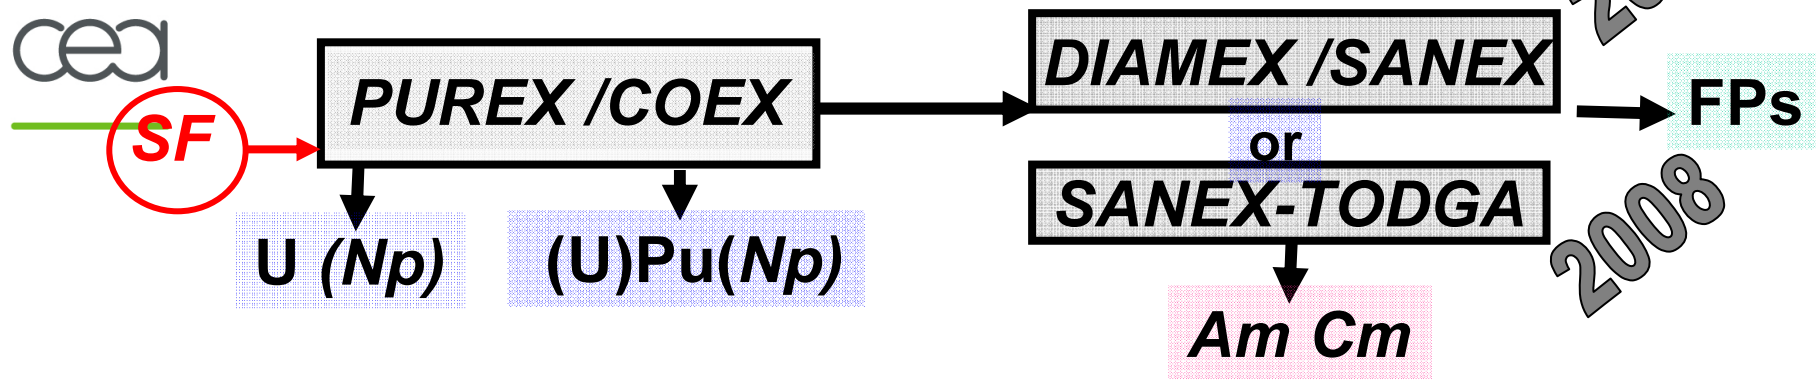 cea
SF
PUREX /COEX
U (Np)
(U)Pu(Np)
DIAMEX /SANEX
or
SANEX-TODGA
Am Cm
FPs
2008